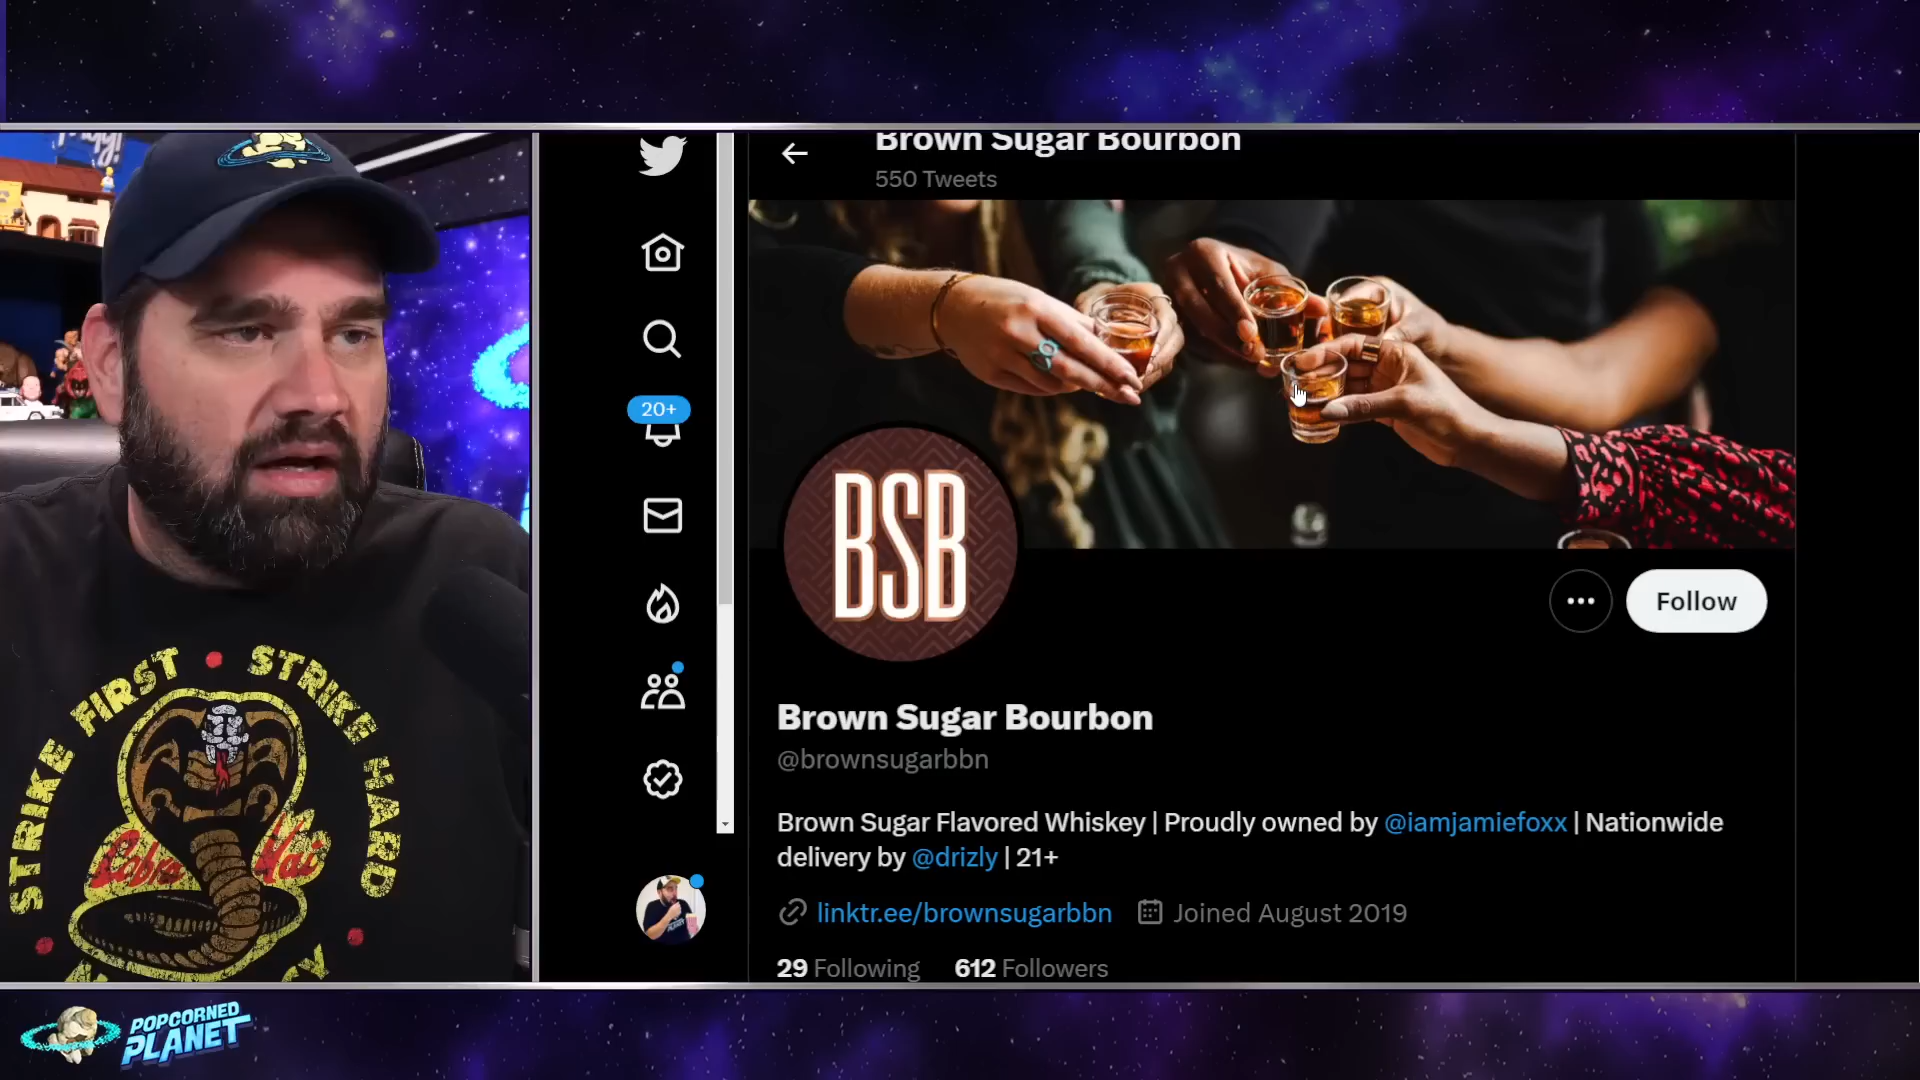 Brown Sugar Bourbon
550 Tweets
20+
BSB
Follow
Brown Sugar Bourbon
@brownsugarbbn
Brown Sugar Flavored Whiskey | Proudly owned by @iamjamiefoxx | Nationwide
delivery by @drizly | 21+
linktr.ee/brownsugarbbn Joined August 2019
29 Following 612 Followers
STRIKE FIRST • STRIKE HARD
Cobra Kai
POPCORNED
PLANET